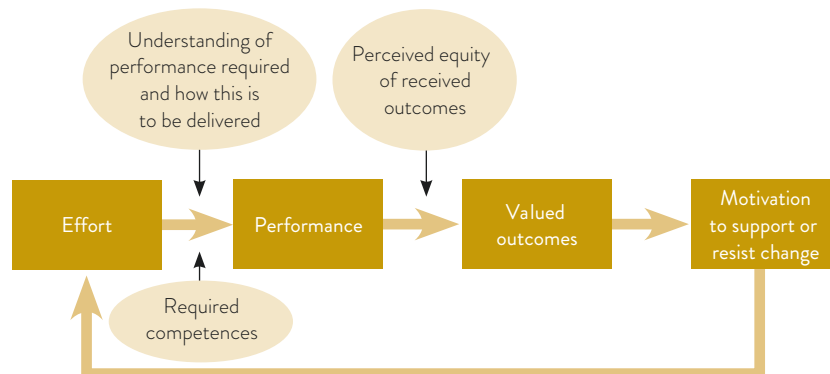 Understanding of
performance required
and how this is
to be delivered
Perceived equity
of received
outcomes
Effort
Performance
Valued
outcomes
Motivation
to support or
resist change
Required
competences